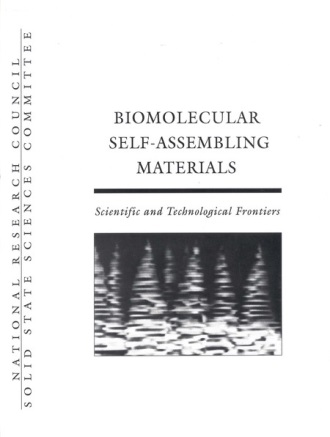 NATIONAL RESEARCH COUNCIL
SOLID STATE SCIENCES COMMITTEE
BIOMOLECULAR
SELF-ASSEMBLING
MATERIALS
Scientific and Technological Frontiers